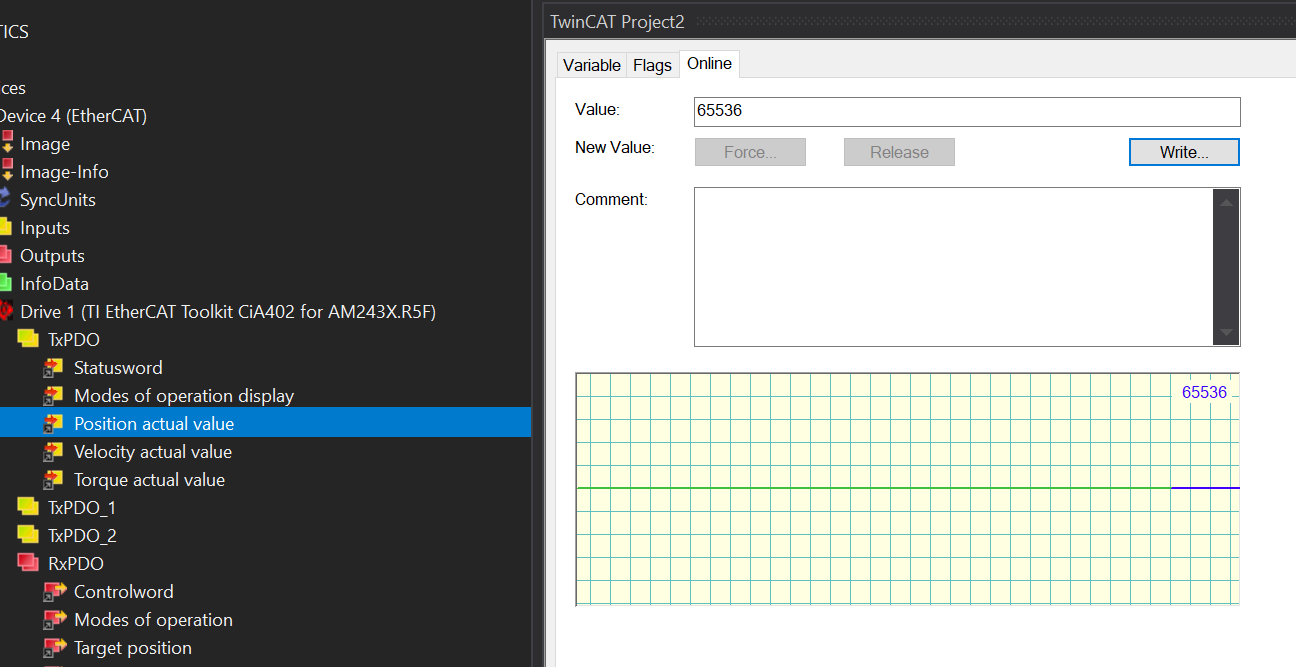 TICS
ces
Device 4 (EtherCAT)
Image
Image-Info
SyncUnits
Inputs
Outputs
InfoData
Drive 1 (TI EtherCAT Toolkit CiA402 for AM243X.R5F)
TxPDO
Statusword
Modes of operation display
Position actual value
Velocity actual value
Torque actual value
TxPDO_1
TxPDO_2
RxPDO
Controlword
Modes of operation
Target position
TwinCAT Project2
Variable Flags Online
Value: 65536
New Value: Force... Release Write...
Comment:
65536